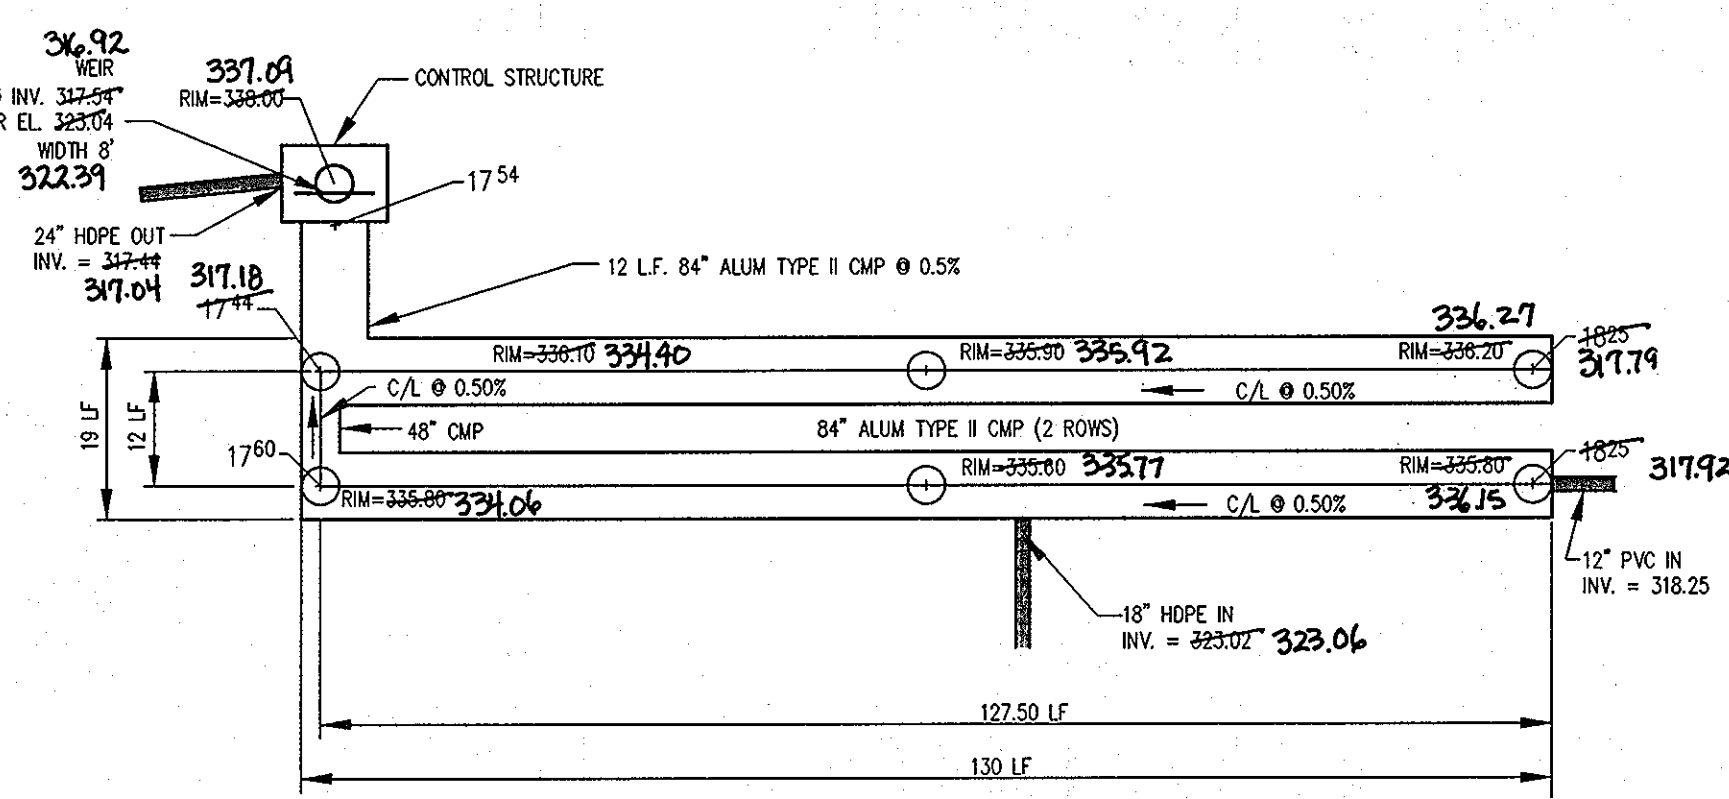 316.92
WEIR
INV. 317.54
R EL. 323.04
WIDTH 8'
322.39
337.09
RIM=338.00
CONTROL STRUCTURE
17 54
24" HDPE OUT
INV. = 317.44
317.04
317.18
17 44
12 L.F. 84" ALUM TYPE II CMP @ 0.5%
336.27
RIM=336.10 334.40
RIM=335.90 335.92
RIM=336.20
1825
317.79
C/L @ 0.50%
C/L @ 0.50%
19 LF
12 LF
48" CMP
84" ALUM TYPE II CMP (2 ROWS)
17 60
RIM=335.60 335.77
RIM=335.80
1825
317.92
RIM=335.80 334.06
C/L @ 0.50%
336.15
12" PVC IN
INV. = 318.25
18" HDPE IN
INV. = 323.02 323.06
127.50 LF
130 LF